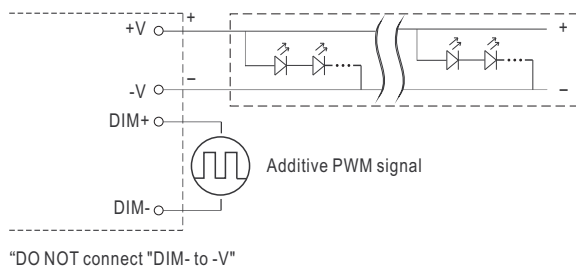 +
+V
+
-V
−
−
DIM+
Additive PWM signal
DIM-
“DO NOT connect "DIM- to -V"